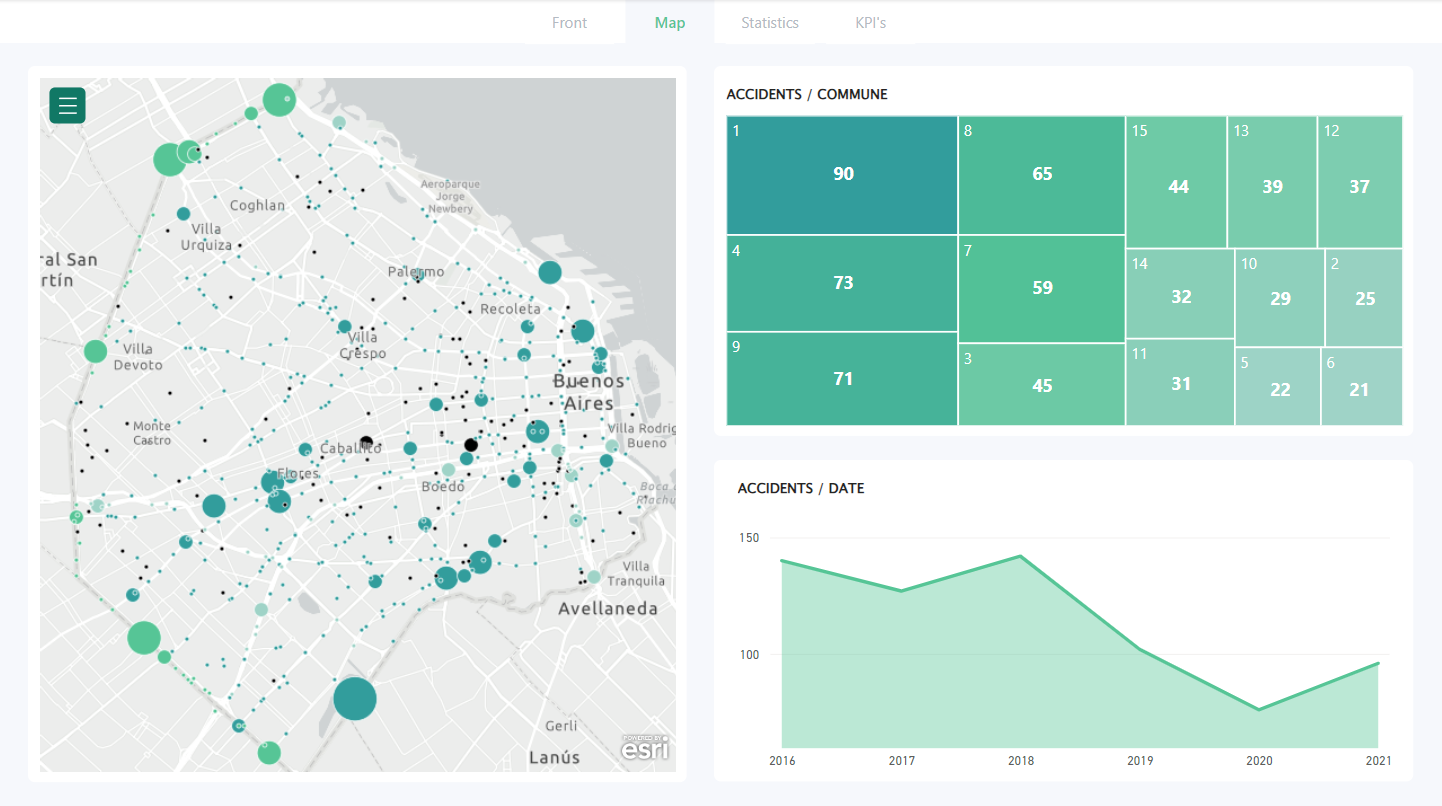 Front
Map
Statistics
KPI's
Aeroparque
Jorge
Newbery
Coghlan
Villa
Urquiza
ral San
rtín
Palermo
Recoleta
Villa
Crespo
Villa
Devoto
Buenos
Aires
Monte
Castro
Caballito
Villa Rodrig
Bueno
Flores
Boedo
Boca
Riachu
Villa
Tranquila
Avellaneda
Gerli
Lanús
POWERED BY
esri
ACCIDENTS / COMMUNE
1
90
8
65
15
44
13
39
12
37
4
73
7
59
14
32
10
29
2
25
9
71
3
45
11
31
5
22
6
21
ACCIDENTS / DATE
150
100
2016
2017
2018
2019
2020
2021